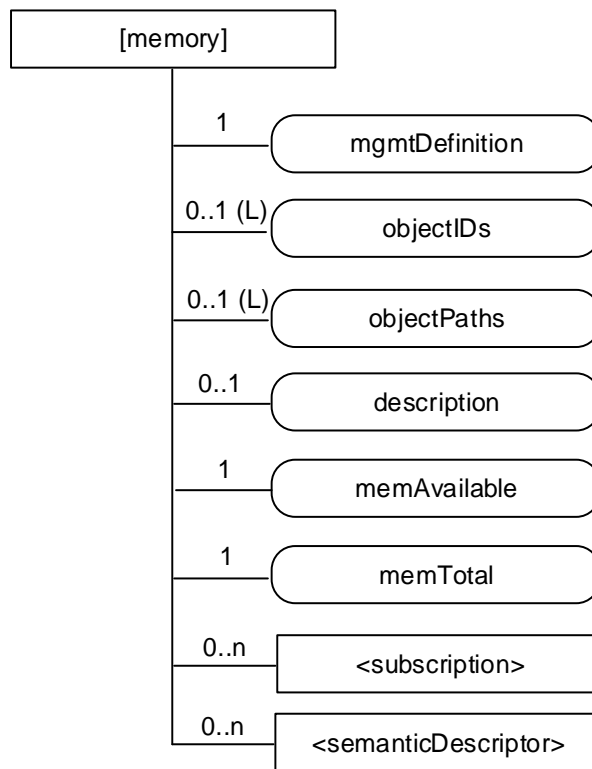 [memory]
1
mgmtDefinition
0..1 (L)
objectIDs
0..1 (L)
objectPaths
0..1
description
1
memAvailable
1
memTotal
0..n
<subscription>
0..n
<semanticDescriptor>